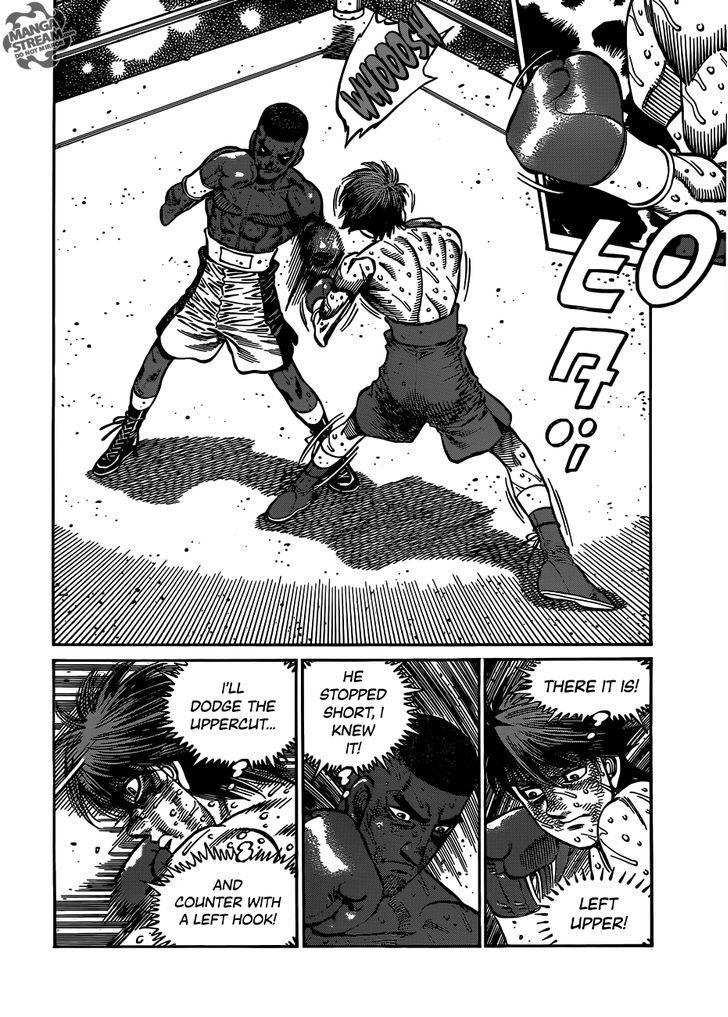 MANGA
STREAM
DO NOT MIRROR
WHOOOSH
ヒ
タッ
THERE IT IS!
LEFT
UPPER!
HE
STOPPED
SHORT, I
KNEW
IT!
I'LL
DODGE THE
UPPERCUT...
AND
COUNTER WITH
A LEFT HOOK!